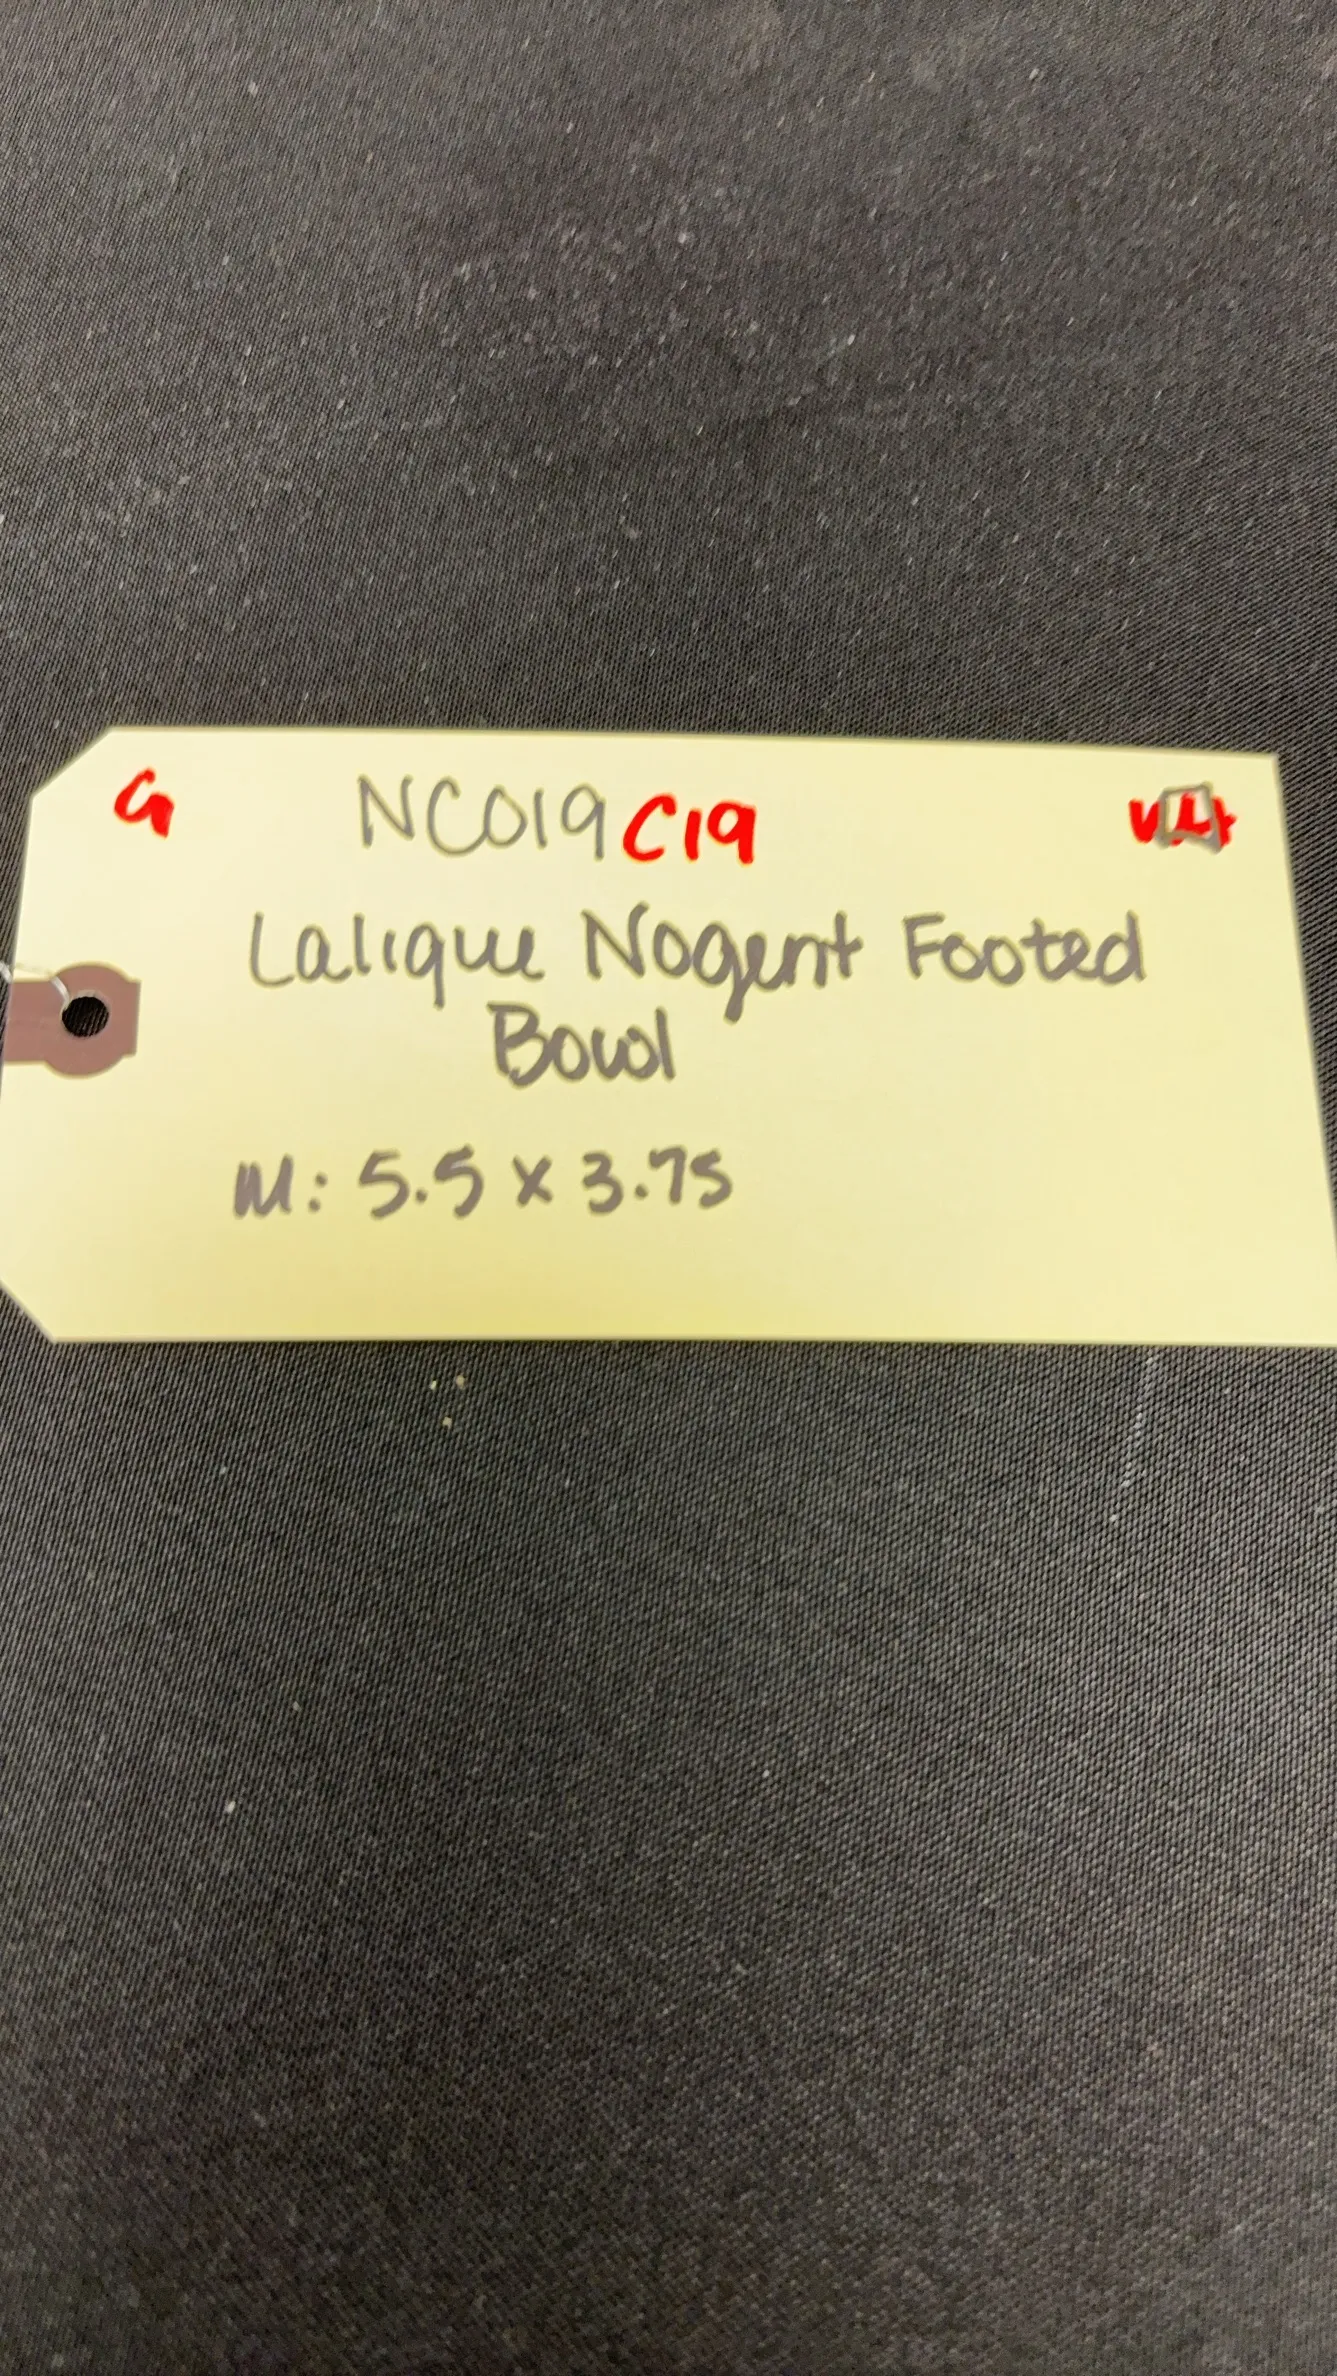 G NC019 C19
Lalique Nogent Footed
Bowl
M: 5.5 x 3.75